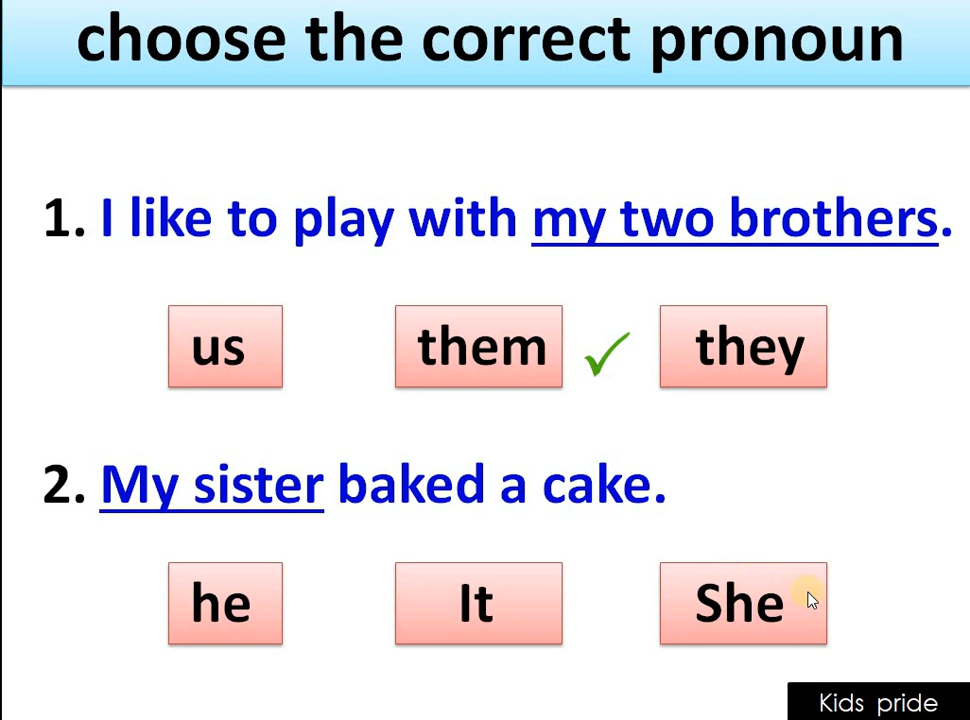 choose the correct pronoun
1. I like to play with my two brothers.
us them they
2. My sister baked a cake.
he It She
Kids pride